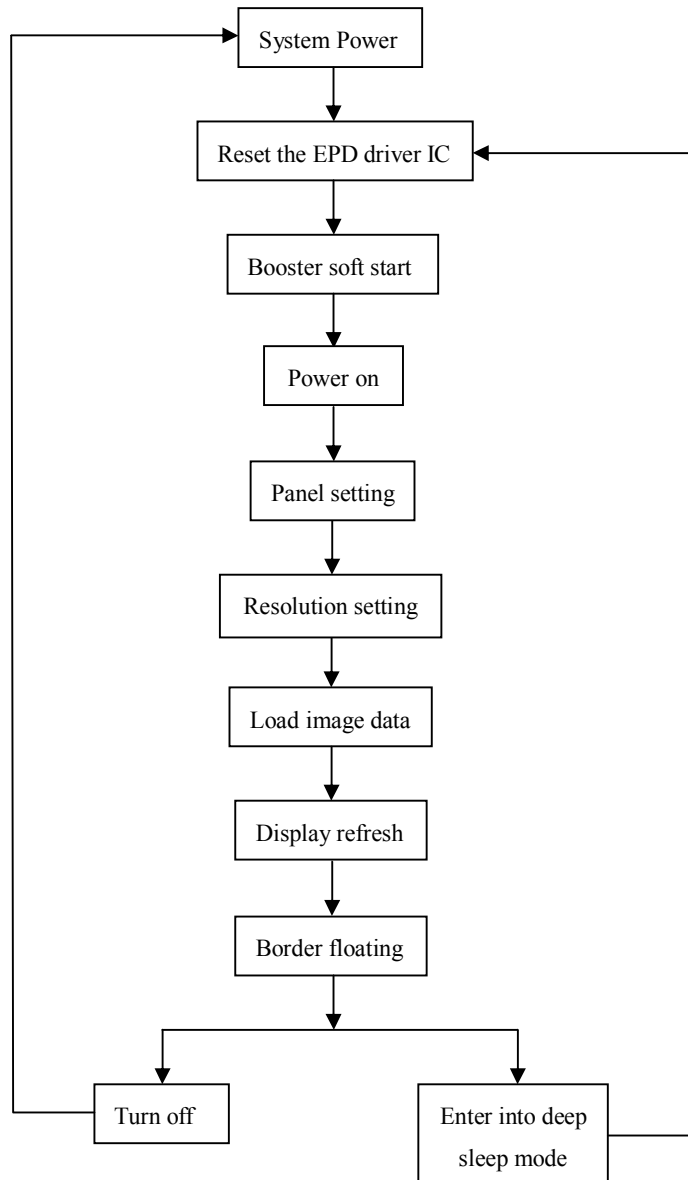 System Power
Reset the EPD driver IC
Booster soft start
Power on
Panel setting
Resolution setting
Load image data
Display refresh
Border floating
Turn off
Enter into deep
sleep mode